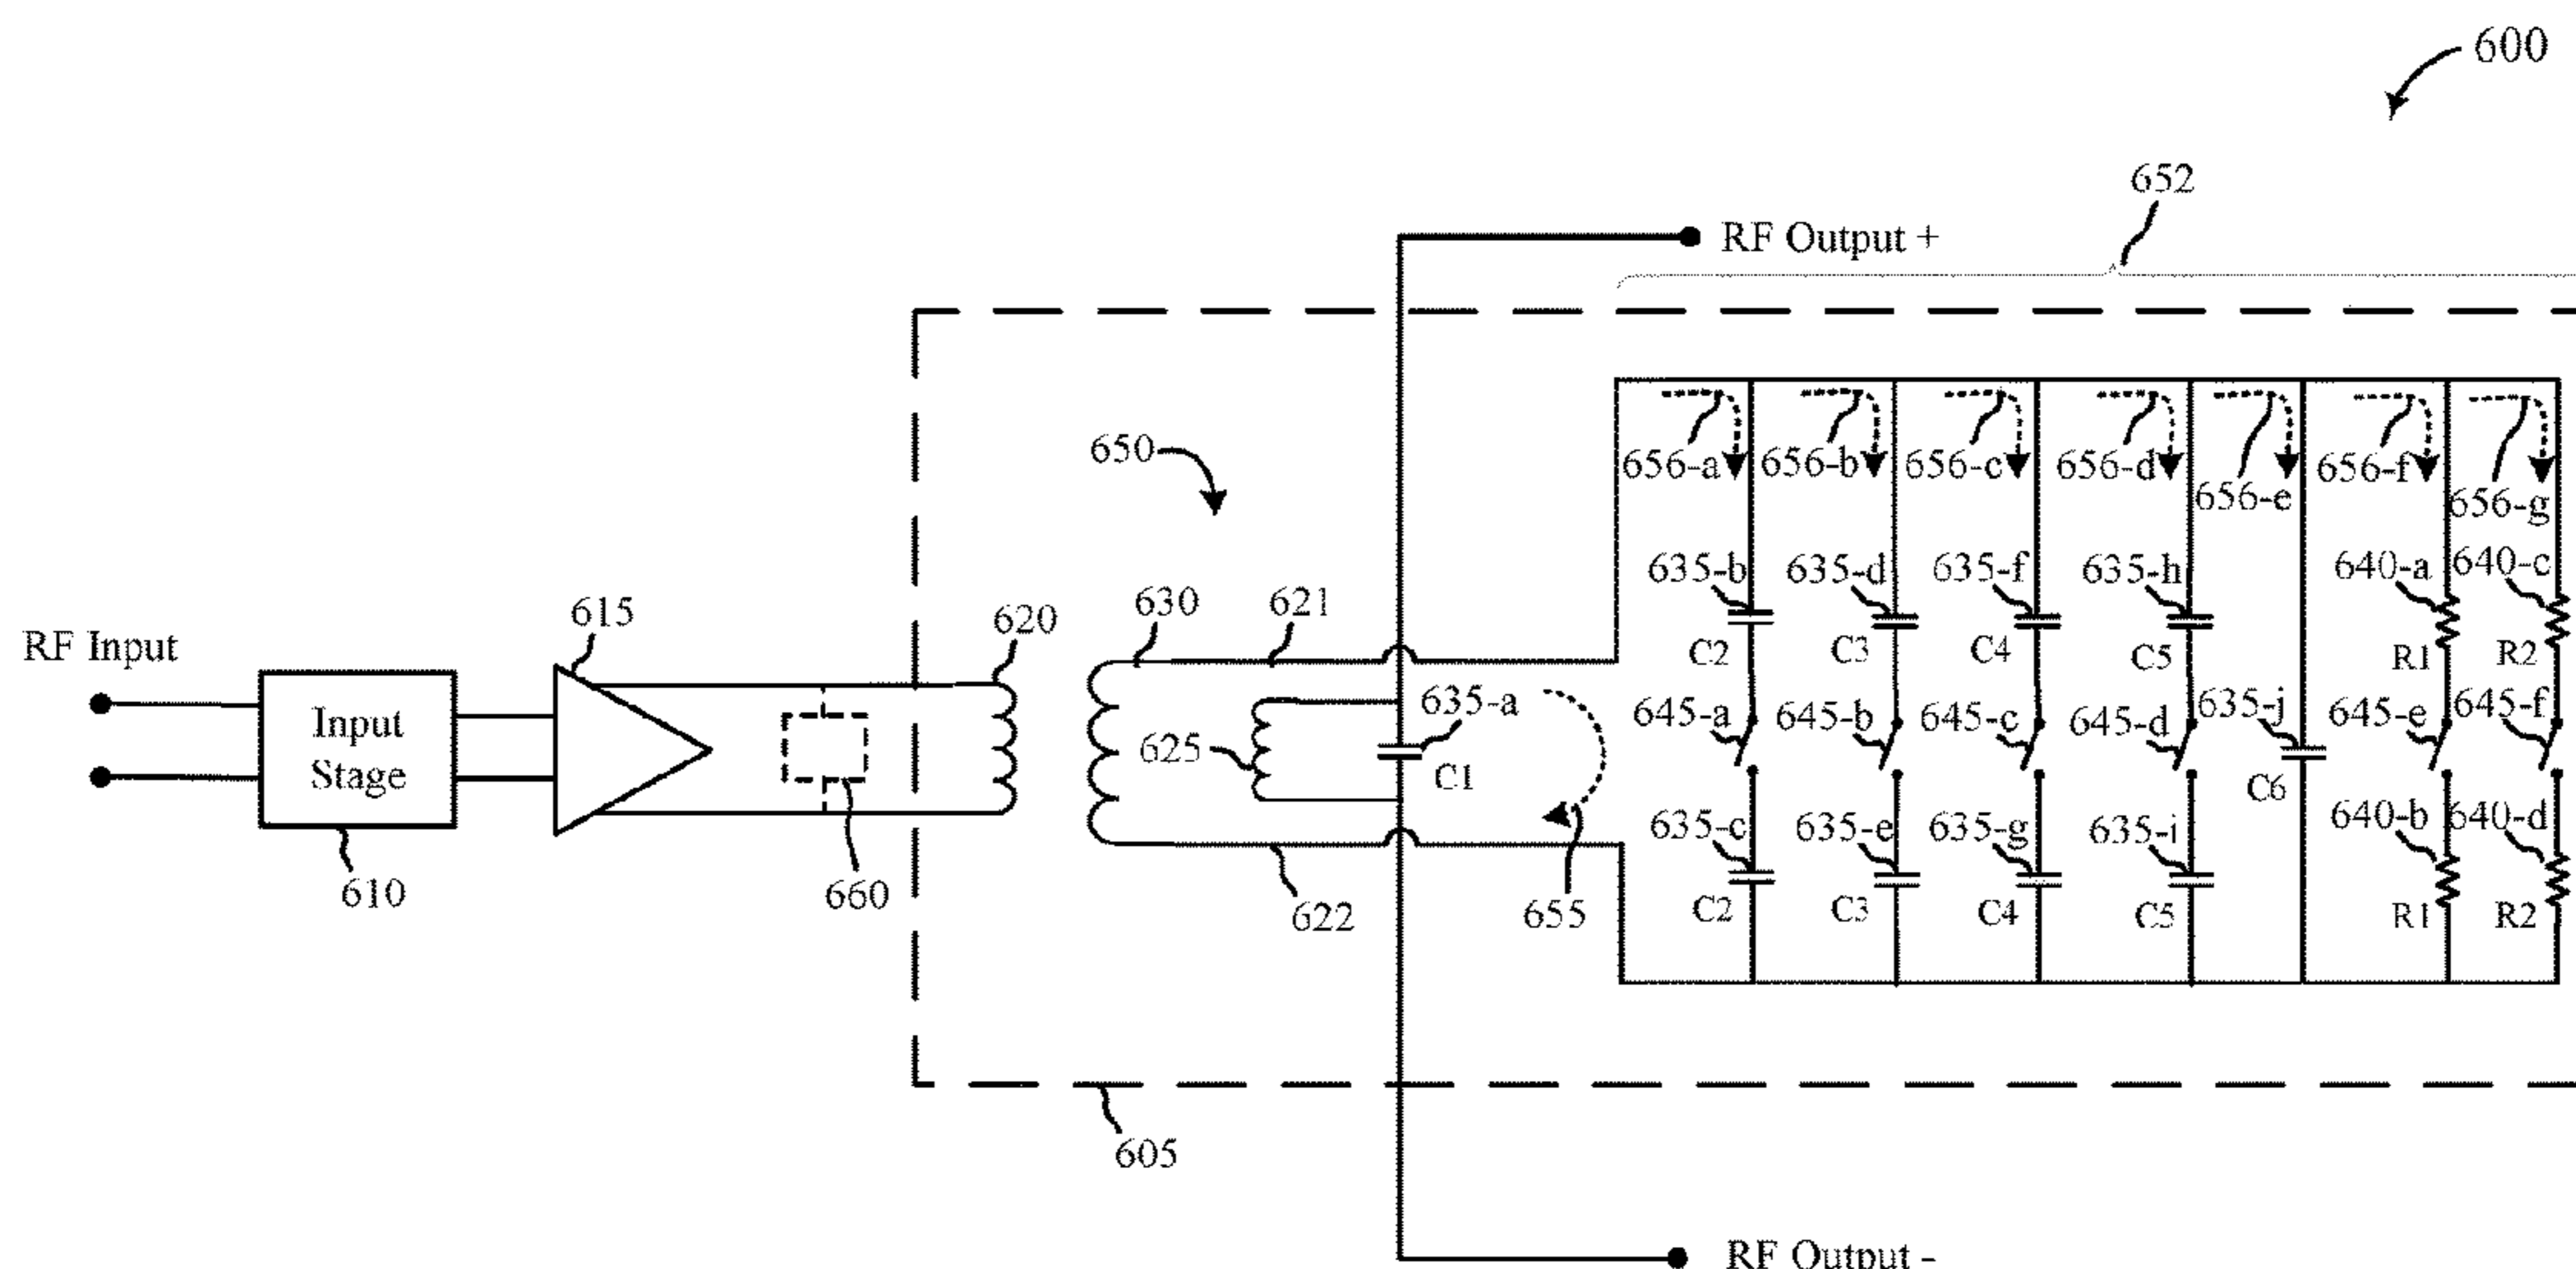 600
652
RF Output +
650
656-a
656-b
656-c
656-d
656-e
656-f
656-g
635-b
635-d
635-f
635-h
640-a
640-c
615
620
630
621
RF Input
C2
C3
C4
C5
R1
R2
635-a
645-a
645-b
645-c
645-d
635-j
645-e
645-f
Input
Stage
625
C1
C6
635-c
635-e
635-g
635-i
640-b
640-d
610
660
622
655
C2
C3
C4
C5
R1
R2
605
RF Output -